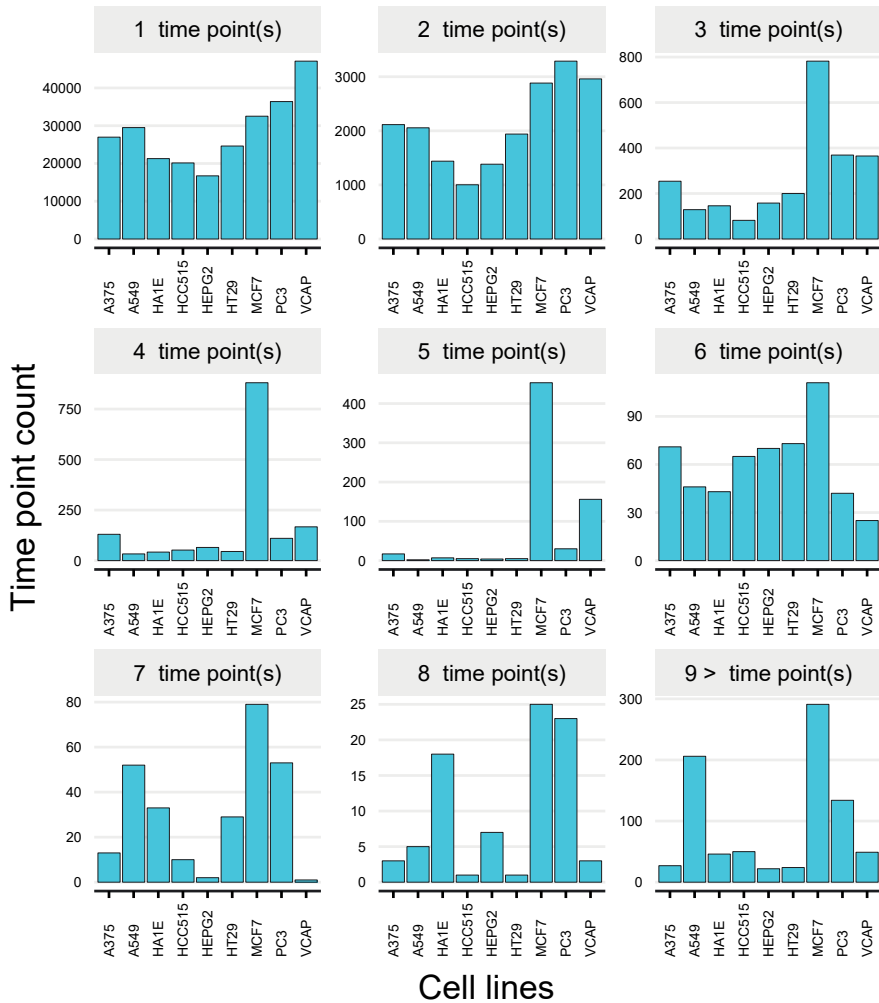 1 time point(s)
2 time point(s)
3 time point(s)
40000
30000
20000
10000
0
3000
2000
1000
0
800
600
400
200
0
A375
A549
HA1E
HCC515
HEPG2
HT29
MCF7
PC3
VCAP
A375
A549
HA1E
HCC515
HEPG2
HT29
MCF7
PC3
VCAP
A375
A549
HA1E
HCC515
HEPG2
HT29
MCF7
PC3
VCAP
Time point count
4 time point(s)
5 time point(s)
6 time point(s)
750
500
250
0
400
300
200
100
0
90
60
30
0
A375
A549
HA1E
HCC515
HEPG2
HT29
MCF7
PC3
VCAP
A375
A549
HA1E
HCC515
HEPG2
HT29
MCF7
PC3
VCAP
A375
A549
HA1E
HCC515
HEPG2
HT29
MCF7
PC3
VCAP
7 time point(s)
8 time point(s)
9 > time point(s)
80
60
40
20
0
25
20
15
10
5
0
300
200
100
0
A375
A549
HA1E
HCC515
HEPG2
HT29
MCF7
PC3
VCAP
A375
A549
HA1E
HCC515
HEPG2
HT29
MCF7
PC3
VCAP
A375
A549
HA1E
HCC515
HEPG2
HT29
MCF7
PC3
VCAP
Cell lines